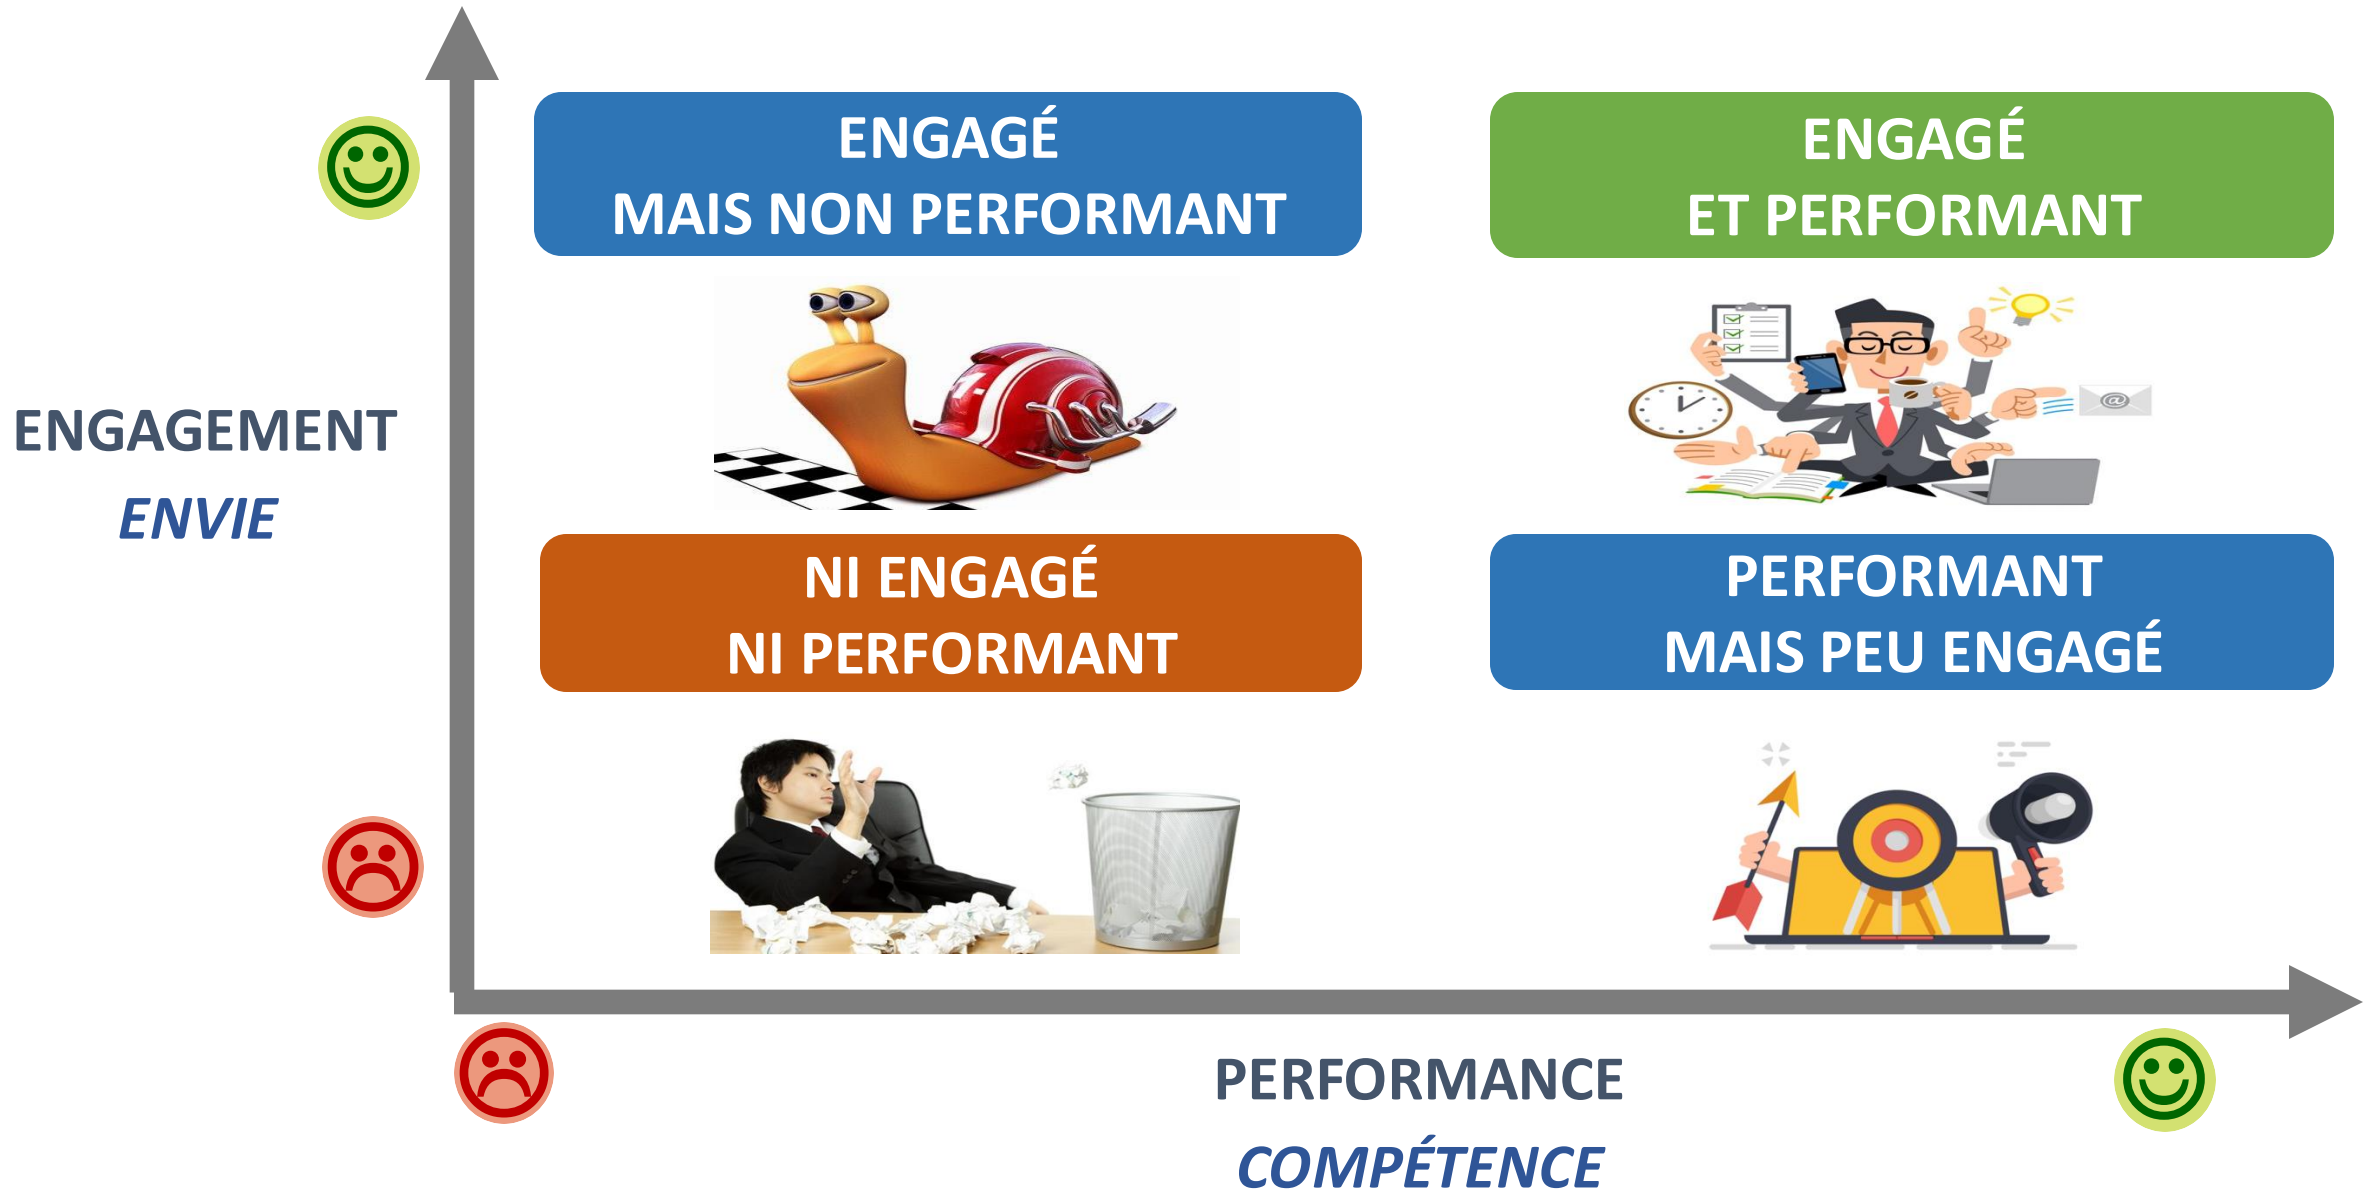 ENGAGÉ
MAIS NON PERFORMANT
ENGAGÉ
ET PERFORMANT
ENGAGEMENT
ENVIE
NI ENGAGÉ
NI PERFORMANT
PERFORMANT
MAIS PEU ENGAGÉ
PERFORMANCE
COMPÉTENCE